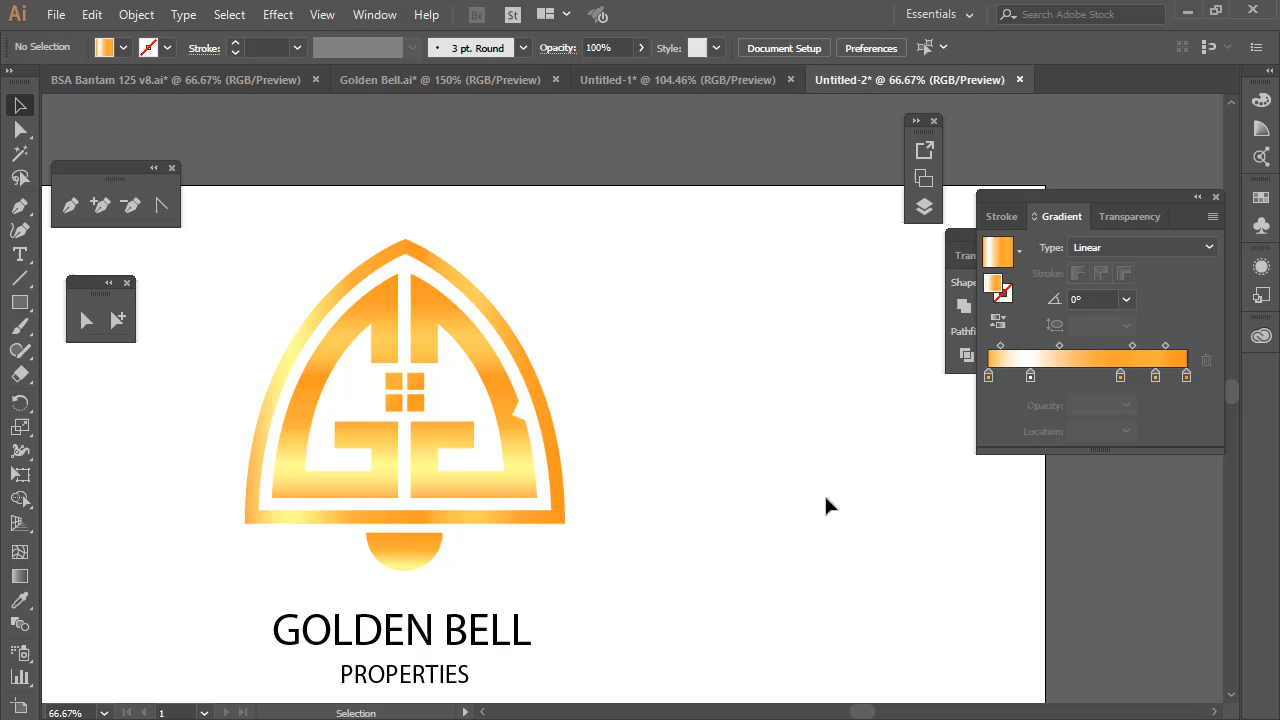 Ai File Edit Object Type Select Effect View Window Help Br St Essentials Search Adobe Stock
No Selection Stroke: 3 pt. Round Opacity: 100% Style: Document Setup Preferences
BSA Bantam 125 v8.ai* @ 66.67% (RGB/Preview) Golden Bell.ai* @ 150% (RGB/Preview) Untitled-1* @ 104.46% (RGB/Preview) Untitled-2* @ 66.67% (RGB/Preview)
Stroke Gradient Transparency
Type: Linear
Tran
Stroke:
Shape
0°
Pathfi
Opacity:
Location:
GOLDEN BELL
PROPERTIES
66.67% 1 Selection